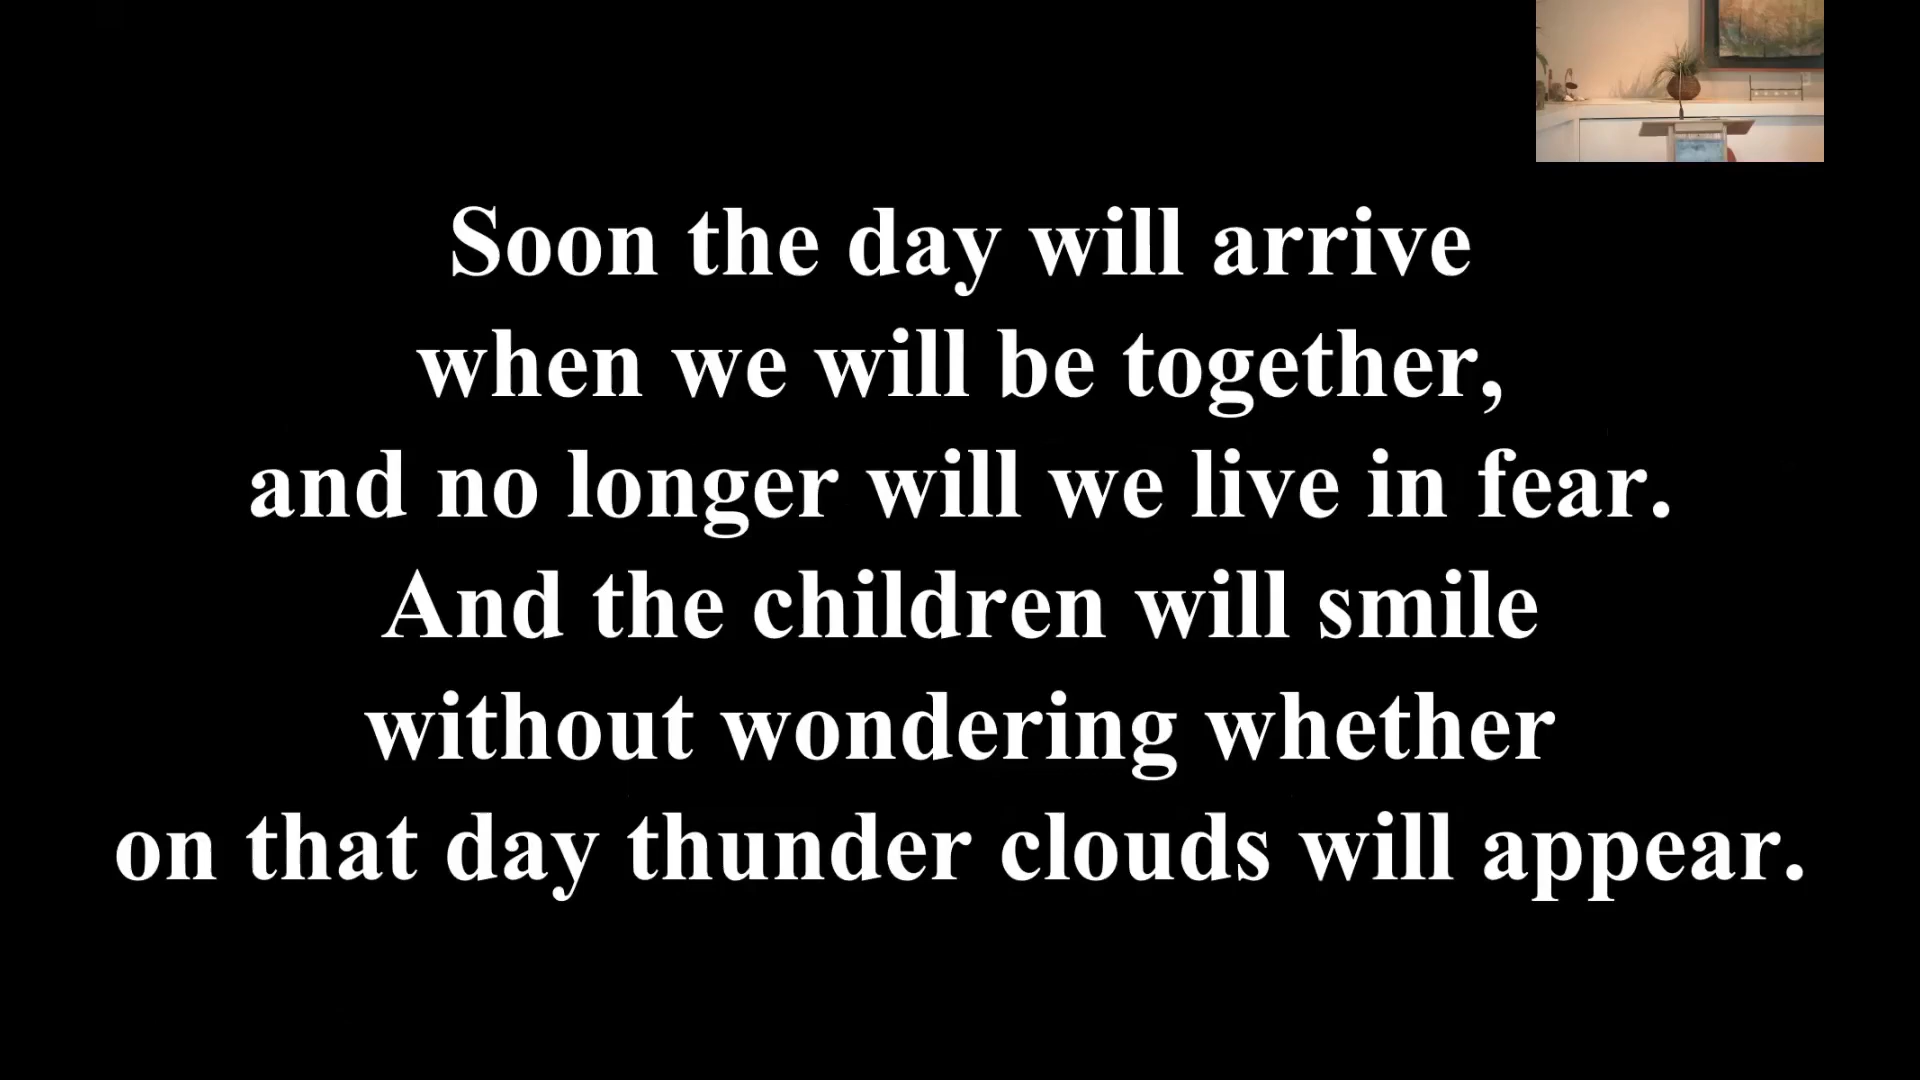 Soon the day will arrive
when we will be together,
and no longer will we live in fear.
And the children will smile
without wondering whether
on that day thunder clouds will appear.